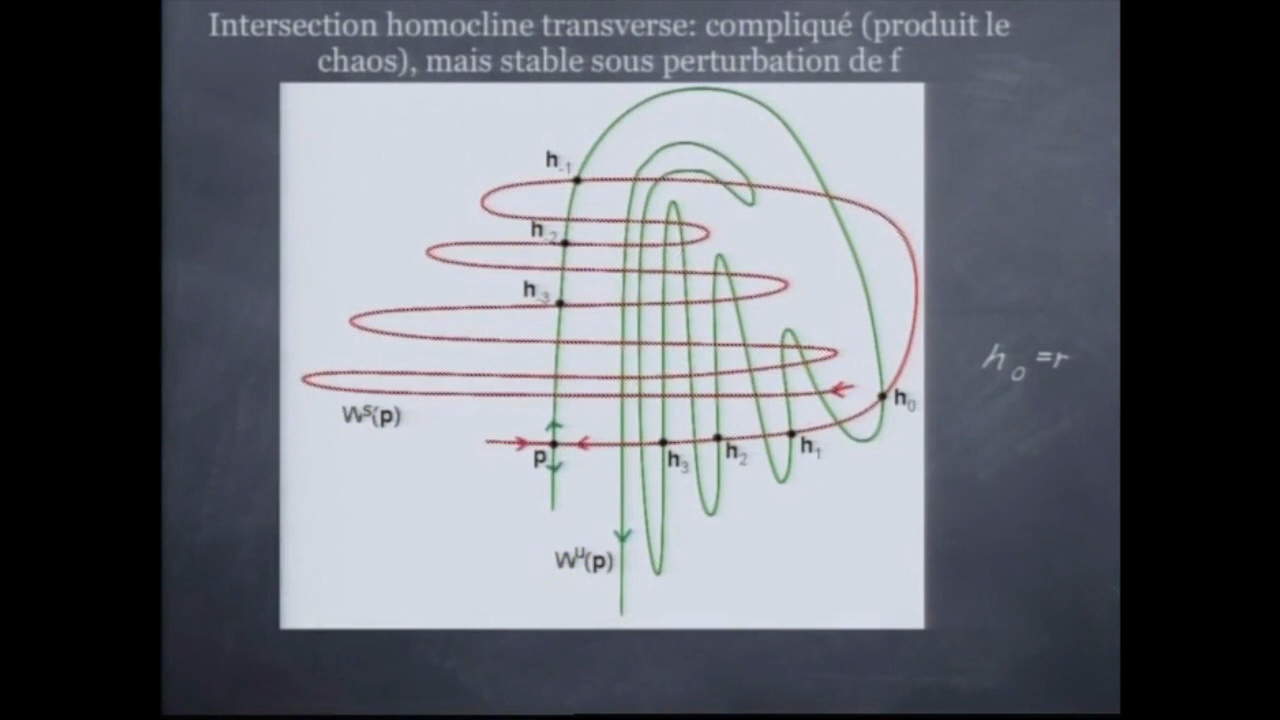 Intersection homocline transverse: compliqué (produit le
chaos), mais stable sous perturbation de f
h-1
h-2
h-3
h0 =r
h0
Wˢ(p)
p
h3
h2
h1
Wᵘ(p)